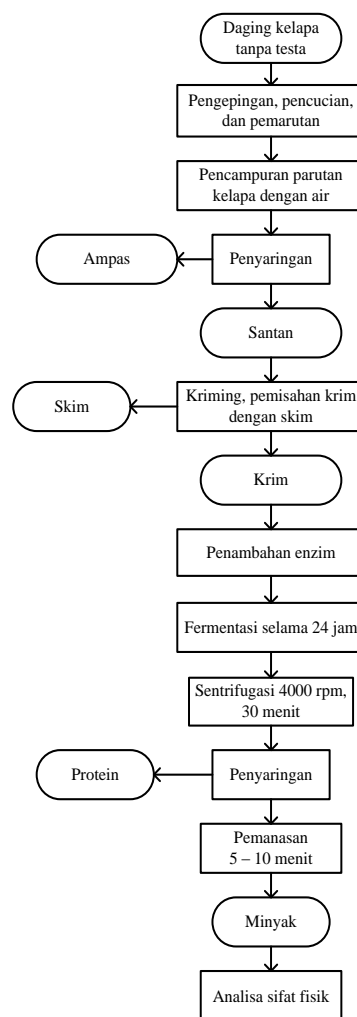 Daging kelapa
tanpa testa
Pengepingan, pencucian,
dan pemarutan
Pencampuran parutan
kelapa dengan air
Ampas
Penyaringan
Santan
Skim
Kriming, pemisahan krim
dengan skim
Krim
Penambahan enzim
Fermentasi selama 24 jam
Sentrifugasi 4000 rpm,
30 menit
Protein
Penyaringan
Pemanasan
5 – 10 menit
Minyak
Analisa sifat fisik